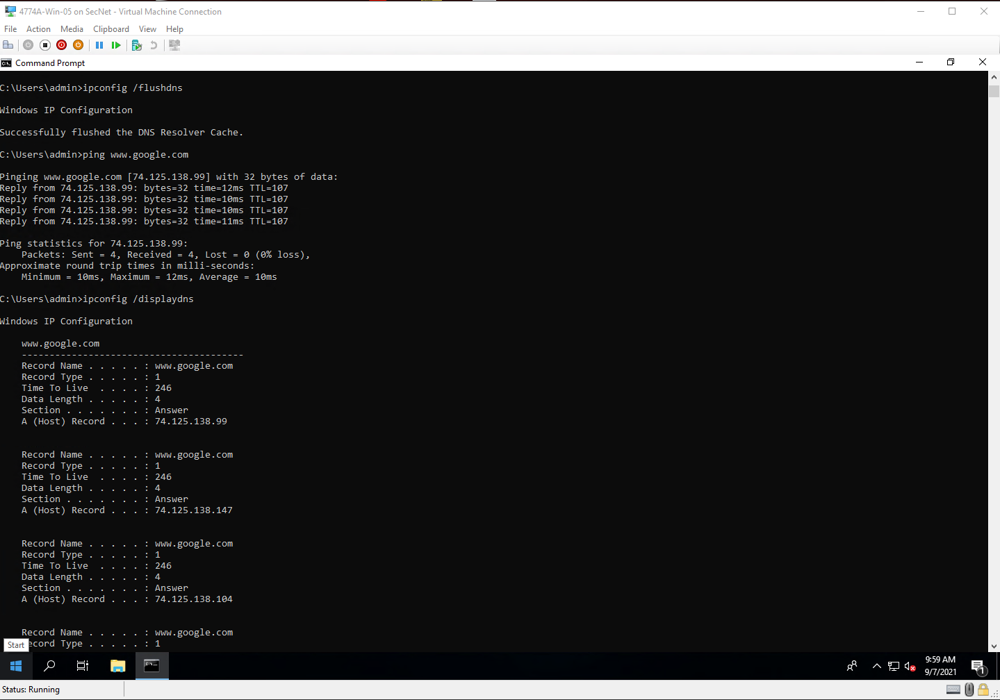 4774A-Win-05 on SecNet - Virtual Machine Connection
File Action Media Clipboard View Help
Command Prompt
C:\Users\admin>ipconfig /flushdns
Windows IP Configuration
Successfully flushed the DNS Resolver Cache.
C:\Users\admin>ping www.google.com
Pinging www.google.com [74.125.138.99] with 32 bytes of data:
Reply from 74.125.138.99: bytes=32 time=12ms TTL=107
Reply from 74.125.138.99: bytes=32 time=10ms TTL=107
Reply from 74.125.138.99: bytes=32 time=10ms TTL=107
Reply from 74.125.138.99: bytes=32 time=11ms TTL=107
Ping statistics for 74.125.138.99:
    Packets: Sent = 4, Received = 4, Lost = 0 (0% loss),
Approximate round trip times in milli-seconds:
    Minimum = 10ms, Maximum = 12ms, Average = 10ms
C:\Users\admin>ipconfig /displaydns
Windows IP Configuration
    www.google.com
    ----------------------------------------
    Record Name . . . . . : www.google.com
    Record Type . . . . . : 1
    Time To Live  . . . . : 246
    Data Length . . . . . : 4
    Section . . . . . . . : Answer
    A (Host) Record . . . : 74.125.138.99
    Record Name . . . . . : www.google.com
    Record Type . . . . . : 1
    Time To Live  . . . . : 246
    Data Length . . . . . : 4
    Section . . . . . . . : Answer
    A (Host) Record . . . : 74.125.138.147
    Record Name . . . . . : www.google.com
    Record Type . . . . . : 1
    Time To Live  . . . . : 246
    Data Length . . . . . : 4
    Section . . . . . . . : Answer
    A (Host) Record . . . : 74.125.138.104
    Record Name . . . . . : www.google.com
Start
ecord Type . . . . . : 1
9:59 AM
9/7/2021
1
Status: Running